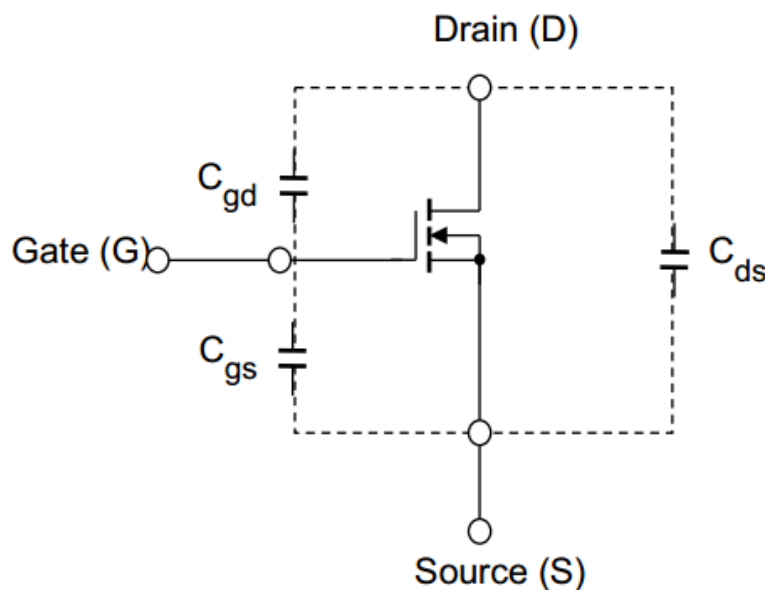 Drain (D)
Cgd
Gate (G)
Cds
Cgs
Source (S)